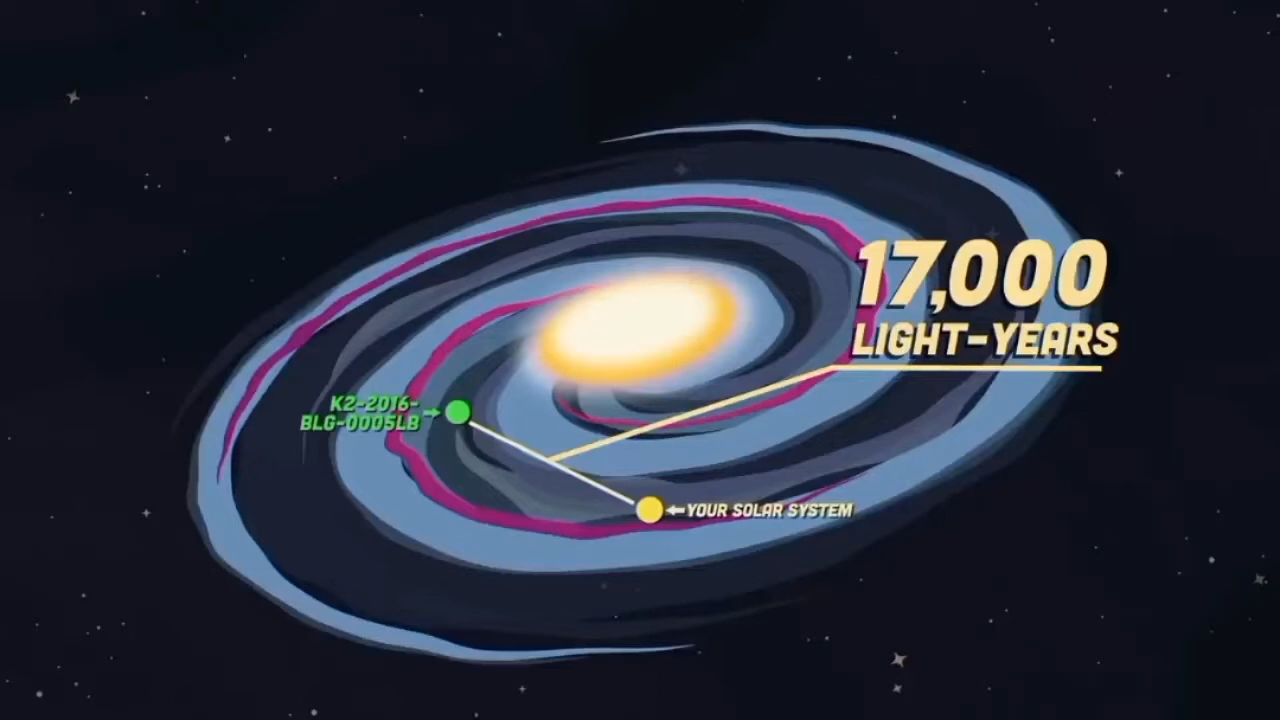 17,000
LIGHT-YEARS
K2-2016-
BLG-0005LB
YOUR SOLAR SYSTEM